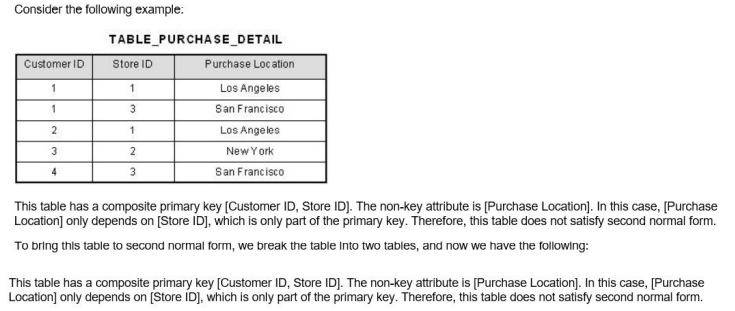 Consider the following example:
TABLE_PURCHASE_DETAIL
Customer ID Store ID Purchase Location
1 1 Los Angeles
1 3 San Francisco
2 1 Los Angeles
3 2 New York
4 3 San Francisco
This table has a composite primary key [Customer ID, Store ID]. The non-key attribute is [Purchase Location]. In this case, [Purchase
Location] only depends on [Store ID], which is only part of the primary key. Therefore, this table does not satisfy second normal form.
To bring this table to second normal form, we break the table into two tables, and now we have the following:
This table has a composite primary key [Customer ID, Store ID]. The non-key attribute is [Purchase Location]. In this case, [Purchase
Location] only depends on [Store ID], which is only part of the primary key. Therefore, this table does not satisfy second normal form.